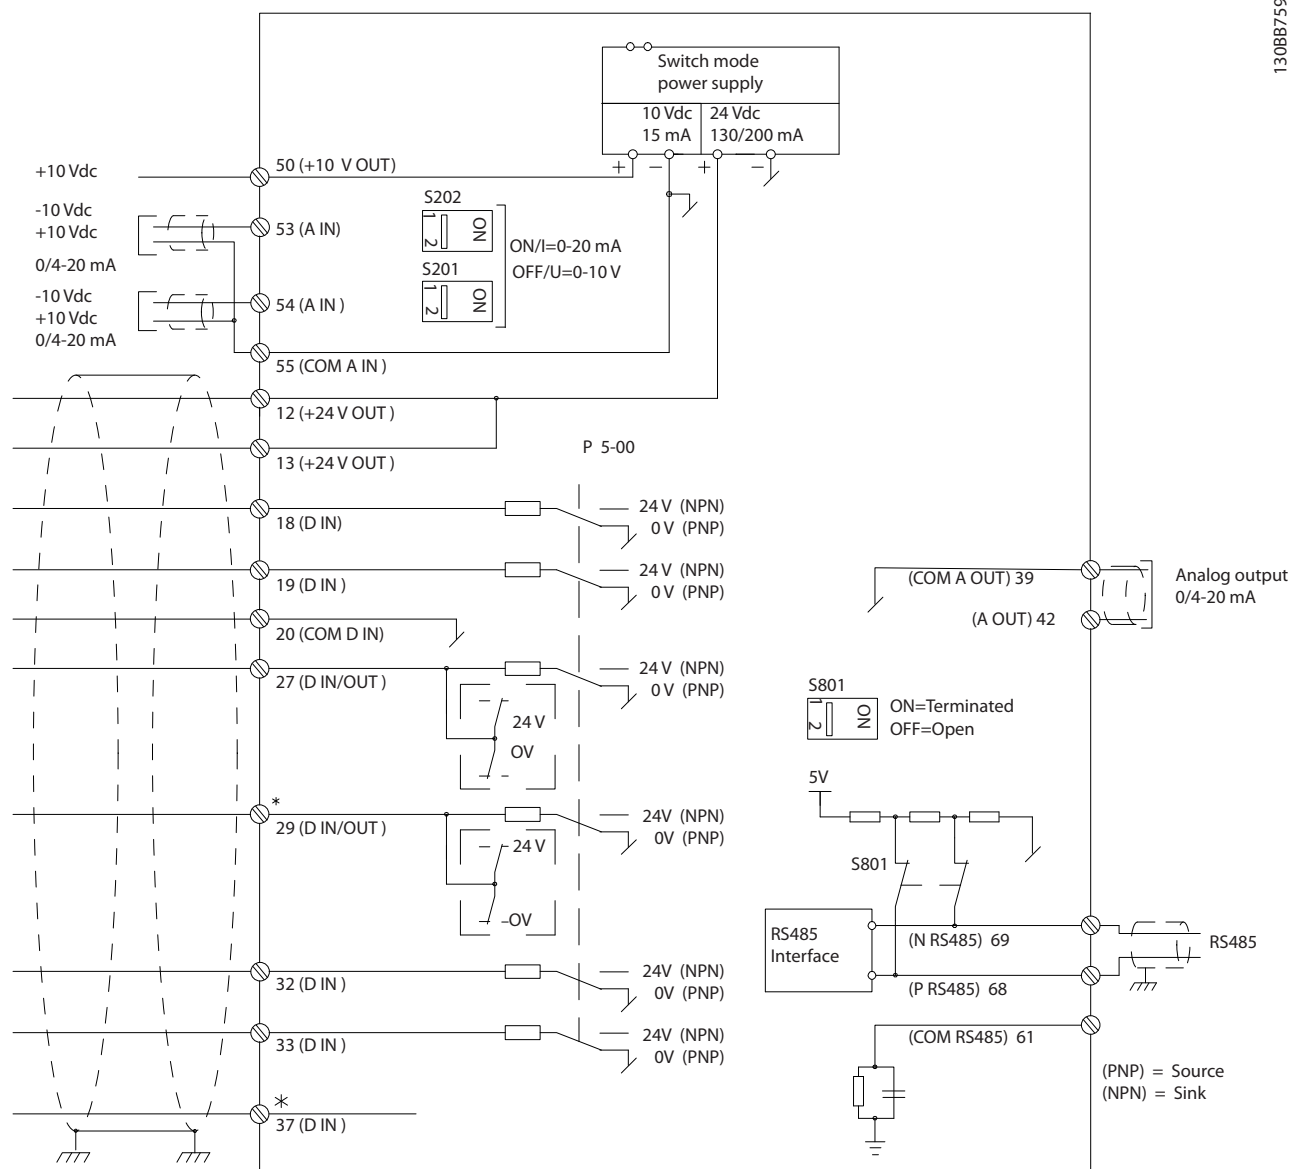 130BB759
Switch mode
power supply
10 Vdc
15 mA
24 Vdc
130/200 mA
+ - + -
+10 Vdc
50 (+10 V OUT)
S202
1 2 ON
-10 Vdc
+10 Vdc
0/4-20 mA
53 (A IN)
ON/I=0-20 mA
OFF/U=0-10 V
S201
1 2 ON
-10 Vdc
+10 Vdc
0/4-20 mA
54 (A IN )
55 (COM A IN )
12 (+24 V OUT )
13 (+24 V OUT )
P 5-00
18 (D IN)
24 V (NPN)
0 V (PNP)
19 (D IN )
24 V (NPN)
0 V (PNP)
(COM A OUT) 39
Analog output
0/4-20 mA
(A OUT) 42
20 (COM D IN)
27 (D IN/OUT )
24 V (NPN)
0 V (PNP)
24 V
OV
S801
1 2 ON
ON=Terminated
OFF=Open
5V
*
29 (D IN/OUT )
24V (NPN)
0V (PNP)
24 V
OV
S801
RS485
Interface
(N RS485) 69
RS485
(P RS485) 68
(COM RS485) 61
32 (D IN )
24V (NPN)
0V (PNP)
33 (D IN )
24V (NPN)
0V (PNP)
(PNP) = Source
(NPN) = Sink
*
37 (D IN )